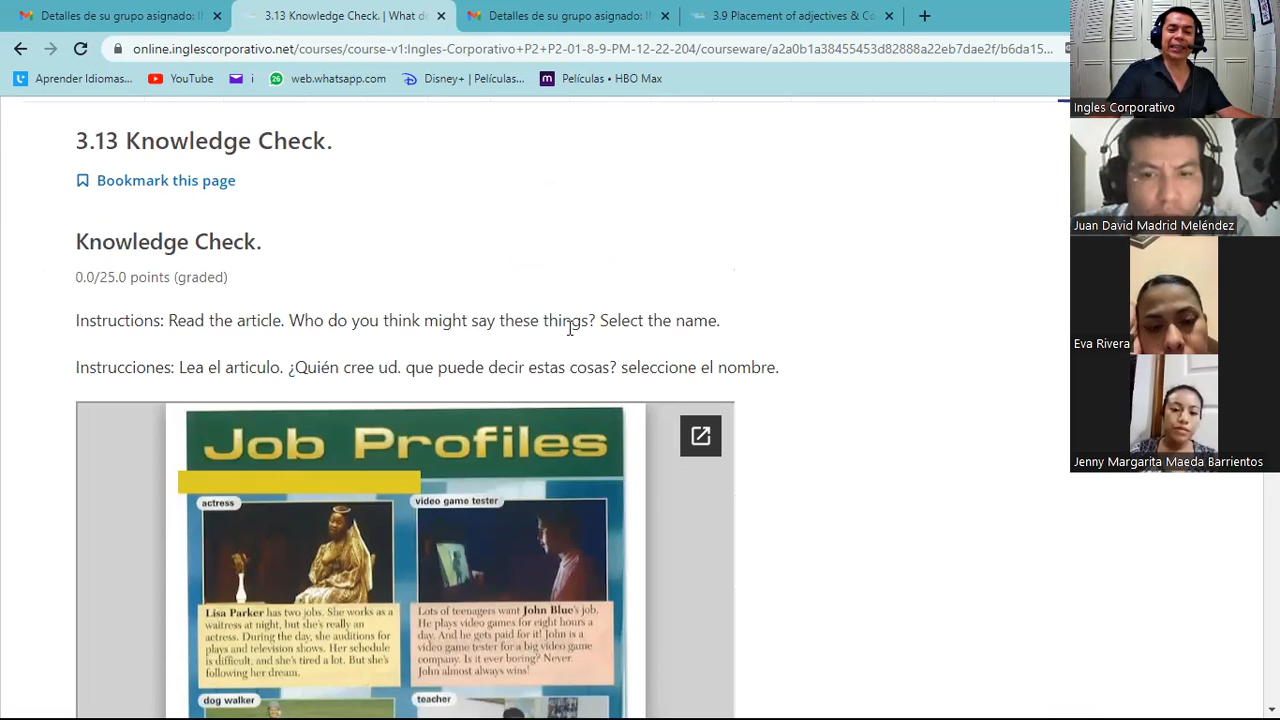 Detalles de su grupo asignado: I
3.13 Knowledge Check. | What do
Detalles de su grupo asignado: I
3.9 Placement of adjectives | Co
online.inglescorporativo.net/courses/course-v1:Ingles-Corporativo+P2+P2-01-8-9-PM-12-22-204/courseware/a2a0b1a38455453db2ba22eb7dae2f/b6da15...
Aprender Idiomas...
YouTube
i
web.whatsapp.com
Disney+ | Películas...
Películas • HBO Max
3.13 Knowledge Check.
Bookmark this page
Knowledge Check.
0.0/25.0 points (graded)
Instructions: Read the article. Who do you think might say these things? Select the name.
Instrucciones: Lea el articulo. ¿Quién cree ud. que puede decir estas cosas? seleccione el nombre.
Job Profiles
actress
Lisa Parker has two jobs. She works as a
waitress at night, but she's really an
actress. During the day, she auditions for
plays and television shows. Her schedule
is difficult, and she's tired a lot. But she's
following her dream.
video game tester
Lots of teenagers want John Blue's job.
He plays video games for eight hours a
day. And he gets paid for it! John is a
video game tester for a big video game
company. Is it ever boring? Never.
John almost always wins!
dog walker
teacher
Ingles Corporativo
Juan David Madrid Meléndez
Eva Rivera
Jenny Margarita Maeda Barrientos